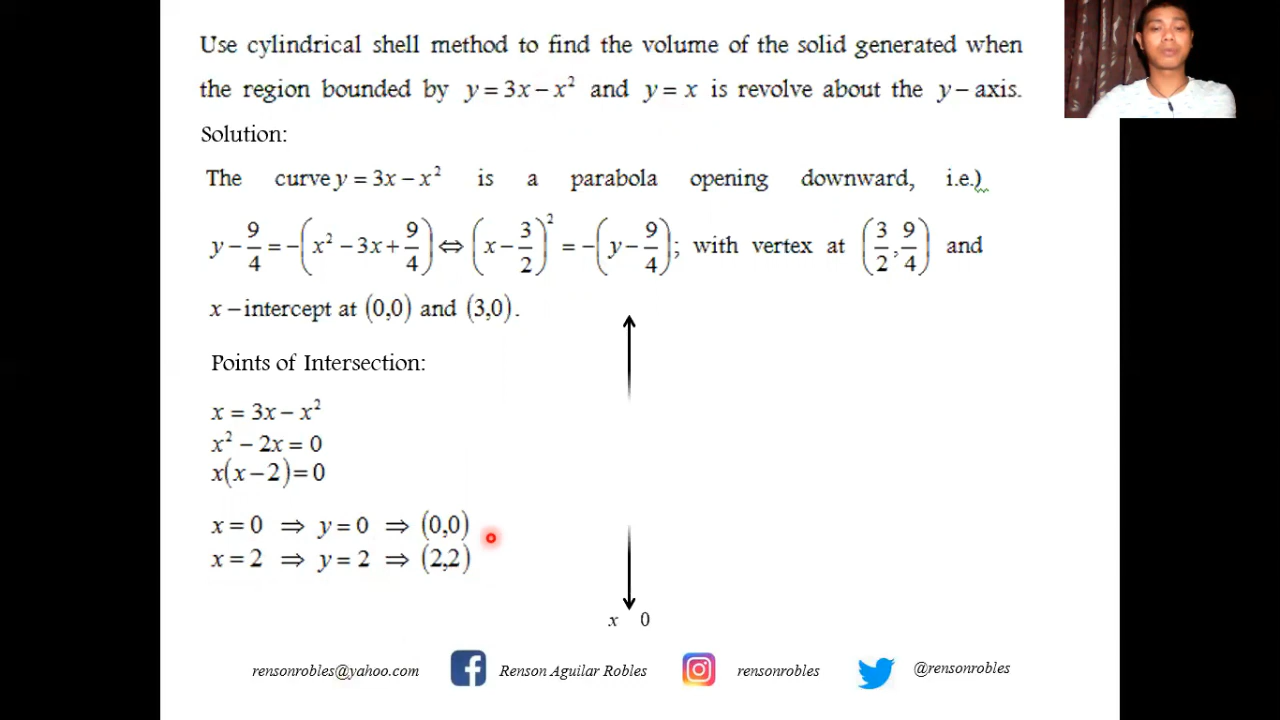 Use cylindrical shell method to find the volume of the solid generated when
the region bounded by y = 3x − x² and y = x is revolve about the y − axis.
Solution:
The curve y = 3x − x² is a parabola opening downward, i.e.)
y − 9/4 = −(x² − 3x + 9/4) ⇔ (x − 3/2)² = −(y − 9/4); with vertex at (3/2, 9/4) and
x − intercept at (0,0) and (3,0).
Points of Intersection:
x = 3x − x²
x² − 2x = 0
x(x − 2) = 0
x = 0 ⇒ y = 0 ⇒ (0,0)
x = 2 ⇒ y = 2 ⇒ (2,2)
x 0
rensonrobles@yahoo.com Renson Aguilar Robles rensonrobles @rensonrobles